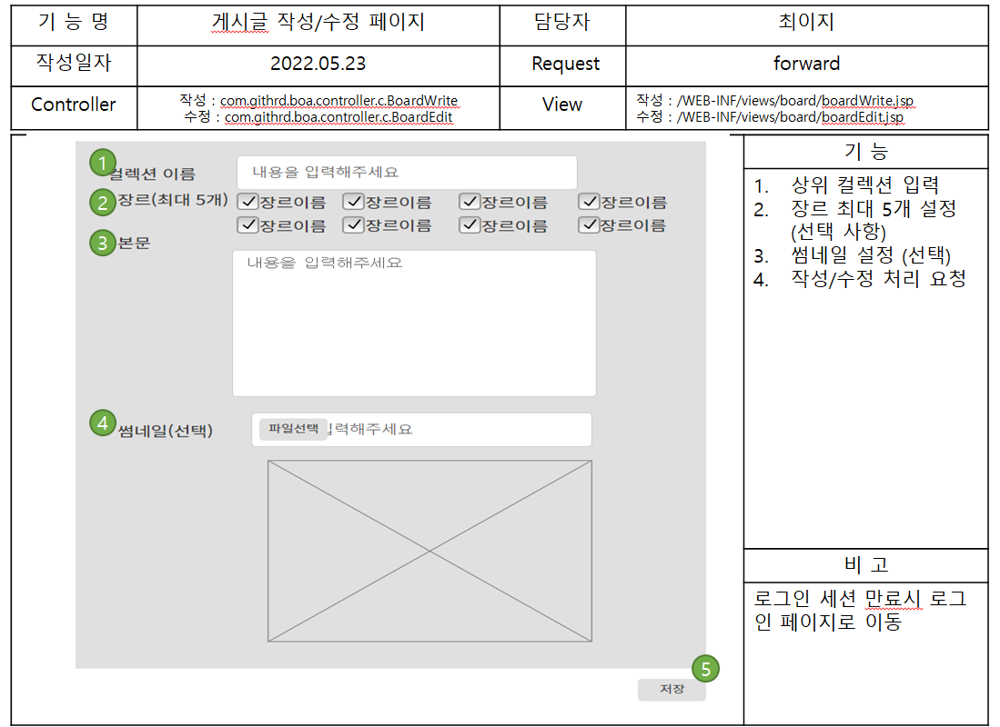 기 능 명
게시글 작성/수정 페이지
담당자
최이지
작성일자
2022.05.23
Request
forward
Controller
작성 : com.githrd.boa.controller.c.BoardWrite
수정 : com.githrd.boa.controller.c.BoardEdit
View
작성 : /WEB-INF/views/board/boardWrite.jsp
수정 : /WEB-INF/views/board/boardEdit.jsp
1
컬렉션 이름
내용을 입력해주세요
2
장르(최대 5개)
장르이름 장르이름 장르이름 장르이름
장르이름 장르이름 장르이름 장르이름
3
본문
내용을 입력해주세요
4
썸네일(선택)
파일선택
입력해주세요
5
저장
기 능
1. 상위 컬렉션 입력
2. 장르 최대 5개 설정
(선택 사항)
3. 썸네일 설정 (선택)
4. 작성/수정 처리 요청
비 고
로그인 세션 만료시 로그
인 페이지로 이동